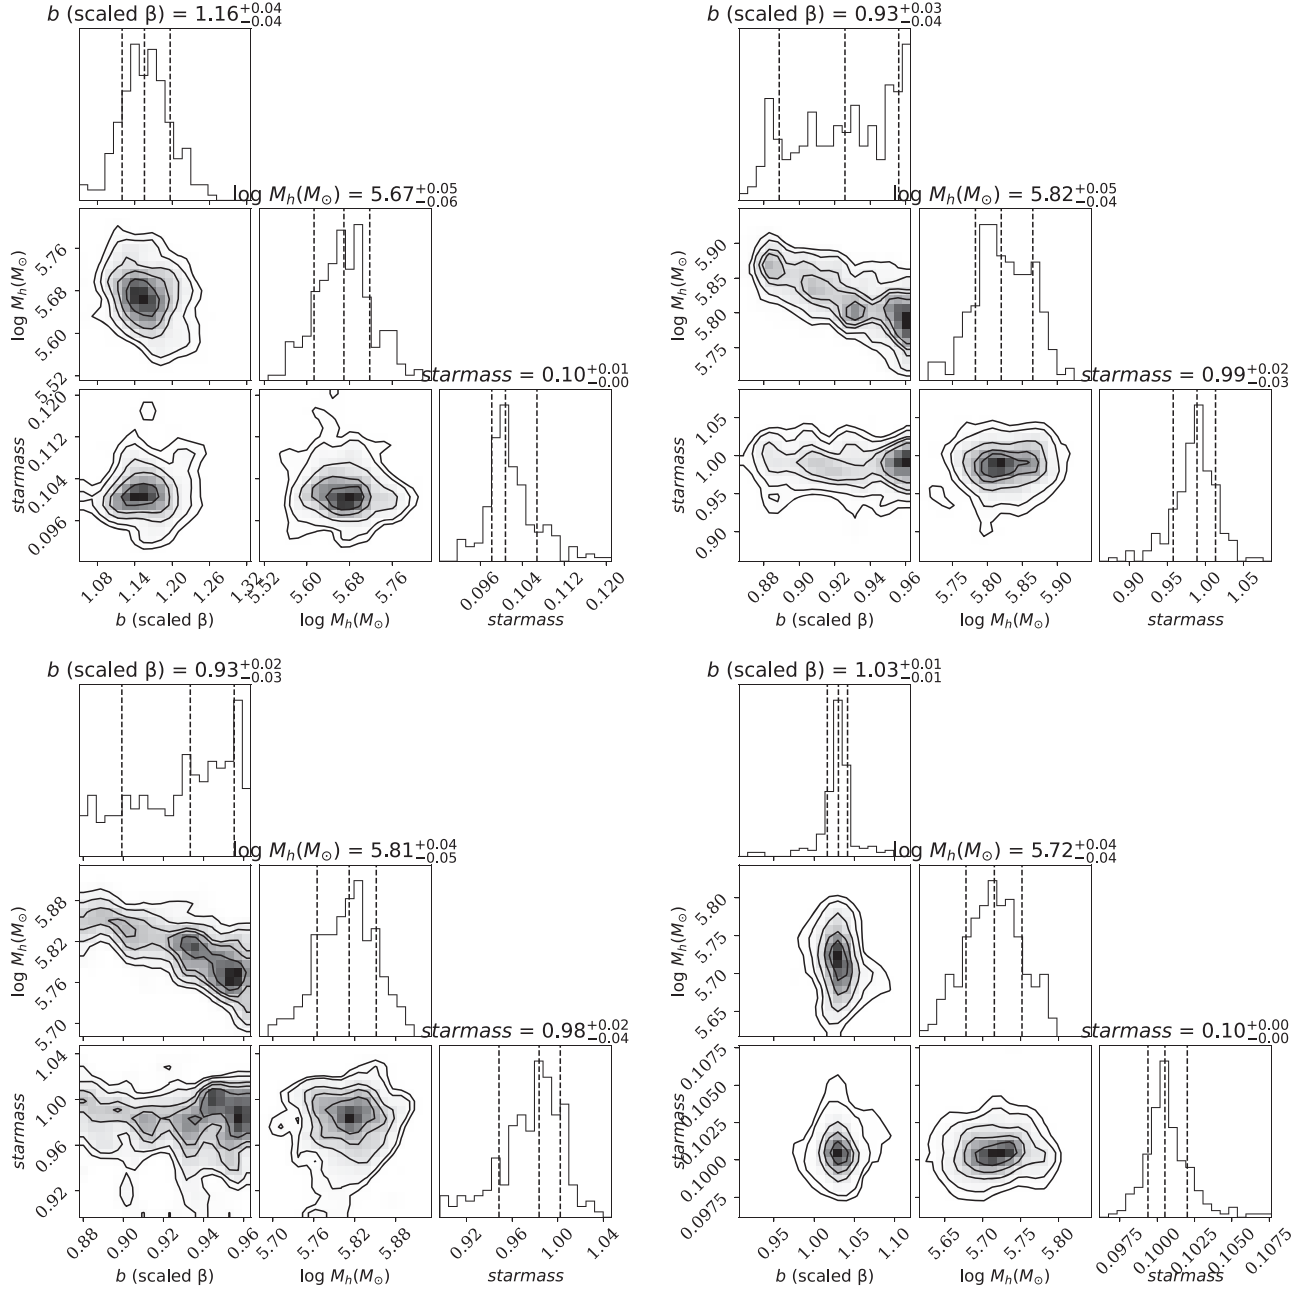 b (scaled β) = 1.16+0.04−0.04
log Mh(M⊙) = 5.67+0.05−0.06
log Mh(M⊙)
5.76
5.68
5.60
5.52
starmass = 0.10+0.01−0.00
starmass
0.120
0.112
0.104
0.096
1.08 1.14 1.20 1.26 1.32
5.52 5.60 5.68 5.76
0.096 0.104 0.112 0.120
b (scaled β)
log Mh(M⊙)
starmass
b (scaled β) = 0.93+0.03−0.04
log Mh(M⊙) = 5.82+0.05−0.04
log Mh(M⊙)
5.90
5.85
5.80
5.75
starmass = 0.99+0.02−0.03
starmass
1.05
1.00
0.95
0.90
0.88 0.90 0.92 0.94 0.96
5.75 5.80 5.85 5.90
0.90 0.95 1.00 1.05
b (scaled β)
log Mh(M⊙)
starmass
b (scaled β) = 0.93+0.02−0.03
log Mh(M⊙) = 5.81+0.04−0.05
log Mh(M⊙)
5.88
5.82
5.76
5.70
starmass = 0.98+0.02−0.04
starmass
1.04
1.00
0.96
0.92
0.88 0.90 0.92 0.94 0.96
5.70 5.76 5.82 5.88
0.92 0.96 1.00 1.04
b (scaled β)
log Mh(M⊙)
starmass
b (scaled β) = 1.03+0.01−0.01
log Mh(M⊙) = 5.72+0.04−0.04
log Mh(M⊙)
5.80
5.75
5.70
5.65
starmass = 0.10+0.00−0.00
starmass
0.1075
0.1050
0.1025
0.1000
0.0975
0.95 1.00 1.05 1.10
5.65 5.70 5.75 5.80
0.0975 0.1000 0.1025 0.1050 0.1075
b (scaled β)
log Mh(M⊙)
starmass